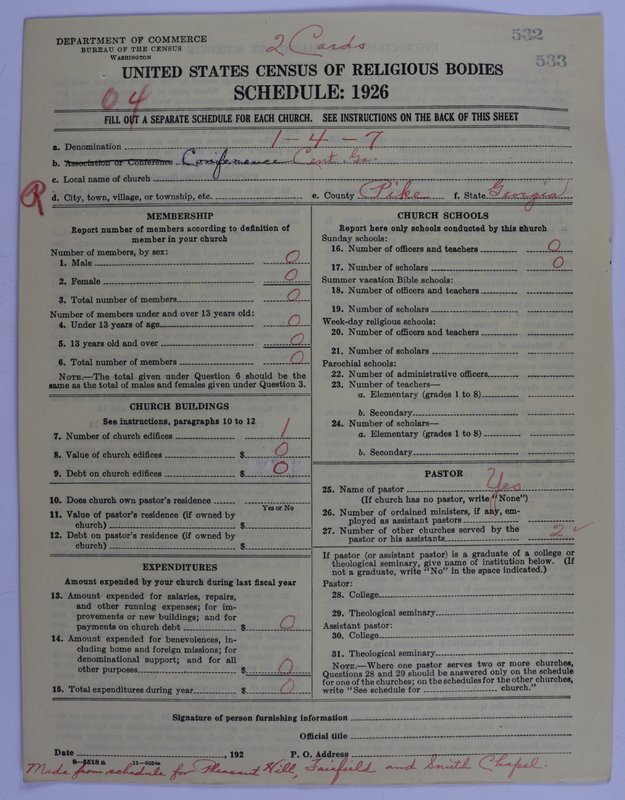 DEPARTMENT OF COMMERCE
BUREAU OF THE CENSUS
WASHINGTON
2 Cards
532
533
UNITED STATES CENSUS OF RELIGIOUS BODIES
SCHEDULE: 1926
04
FILL OUT A SEPARATE SCHEDULE FOR EACH CHURCH. SEE INSTRUCTIONS ON THE BACK OF THIS SHEET
a. Denomination 1-4-7
b. Association or Conference Conference Cent. Ga.
c. Local name of church
R
d. City, town, village, or township, etc. e. County Pike f. State Georgia
MEMBERSHIP
Report number of members according to definition of
member in your church
Number of members, by sex:
1. Male 0
2. Female 0
3. Total number of members 0
Number of members under and over 13 years old:
4. Under 13 years of age 0
5. 13 years old and over 0
6. Total number of members 0
NOTE.—The total given under Question 6 should be the
same as the total of males and females given under Question 3.
CHURCH BUILDINGS
See instructions, paragraphs 10 to 12
7. Number of church edifices 1
8. Value of church edifices $ 0
9. Debt on church edifices $ 0
10. Does church own pastor's residence
Yes or No
11. Value of pastor's residence (if owned by
church) $
12. Debt on pastor's residence (if owned by
church) $
EXPENDITURES
Amount expended by your church during last fiscal year
13. Amount expended for salaries, repairs,
and other running expenses; for im-
provements or new buildings; and for
payments on church debt $ 0
14. Amount expended for benevolences, in-
cluding home and foreign missions; for
denominational support; and for all
other purposes $ 0
15. Total expenditures during year $ 0
CHURCH SCHOOLS
Report here only schools conducted by this church
Sunday schools:
16. Number of officers and teachers 0
17. Number of scholars 0
Summer vacation Bible schools:
18. Number of officers and teachers
19. Number of scholars
Week-day religious schools:
20. Number of officers and teachers
21. Number of scholars
Parochial schools:
22. Number of administrative officers
23. Number of teachers—
a. Elementary (grades 1 to 8)
b. Secondary
24. Number of scholars—
a. Elementary (grades 1 to 8)
b. Secondary
PASTOR
25. Name of pastor Yes
(If church has no pastor, write "None")
26. Number of ordained ministers, if any, em-
ployed as assistant pastors
27. Number of other churches served by the
pastor or his assistants 2 ✓
If pastor (or assistant pastor) is a graduate of a college or
theological seminary, give name of institution below. (If
not a graduate, write "No" in the space indicated.)
Pastor:
28. College
29. Theological seminary
Assistant pastor:
30. College
31. Theological seminary
NOTE.—Where one pastor serves two or more churches,
Questions 28 and 29 should be answered only on the schedule
for one of the churches; on the schedules for the other churches,
write "See schedule for church."
Signature of person furnishing information
Official title
Date , 192 P. O. Address
8-5518a 11-9054a
Made from schedule for Pleasant Hill, Fairfield and Smith Chapel.